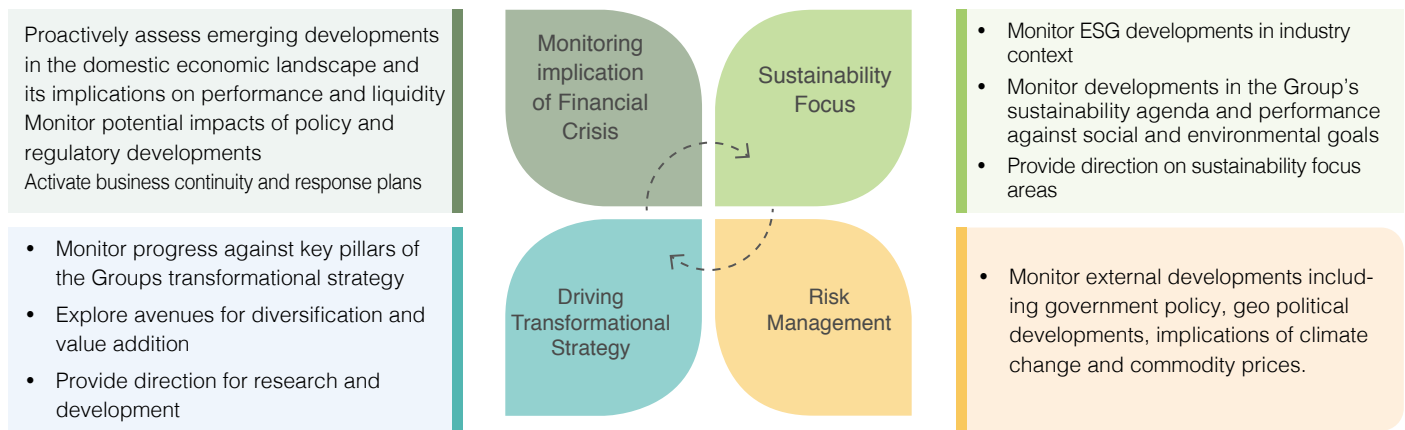 Proactively assess emerging developments
in the domestic economic landscape and
its implications on performance and liquidity
Monitor potential impacts of policy and
regulatory developments
Activate business continuity and response plans
Monitoring
implication
of Financial
Crisis
Sustainability
Focus
• Monitor ESG developments in industry
context
• Monitor developments in the Group's
sustainability agenda and performance
against social and environmental goals
• Provide direction on sustainability focus
areas
• Monitor progress against key pillars of
the Groups transformational strategy
• Explore avenues for diversification and
value addition
• Provide direction for research and
development
Driving
Transformational
Strategy
Risk
Management
• Monitor external developments includ-
ing government policy, geo political
developments, implications of climate
change and commodity prices.